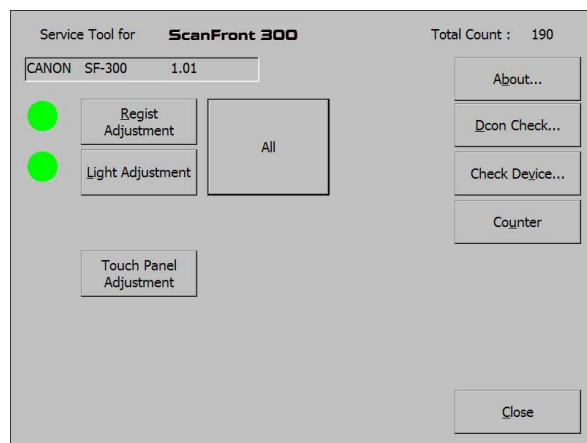 Service Tool for ScanFront 300 Total Count : 190
CANON SF-300 1.01
About...
Regist
Adjustment
All
Dcon Check...
Light Adjustment
Check Device...
Counter
Touch Panel
Adjustment
Close